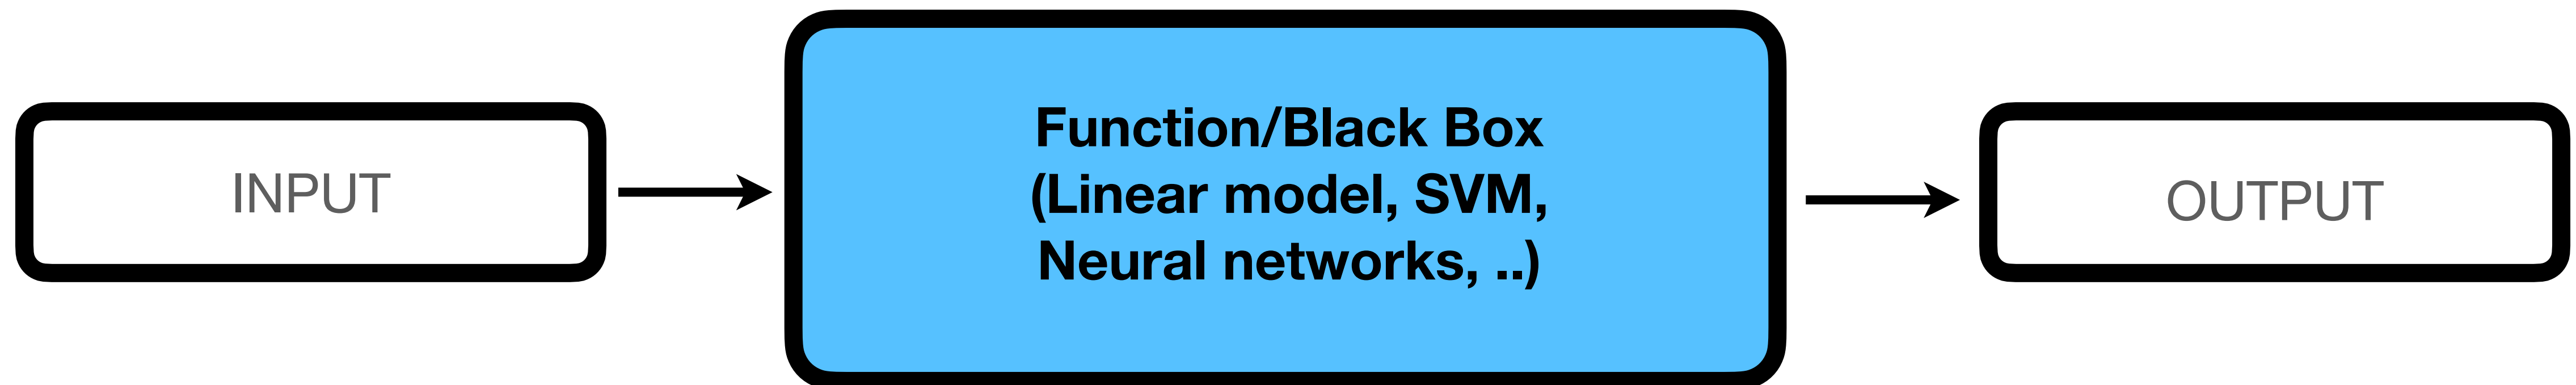 INPUT
Function/Black Box
(Linear model, SVM,
Neural networks, ..)
OUTPUT